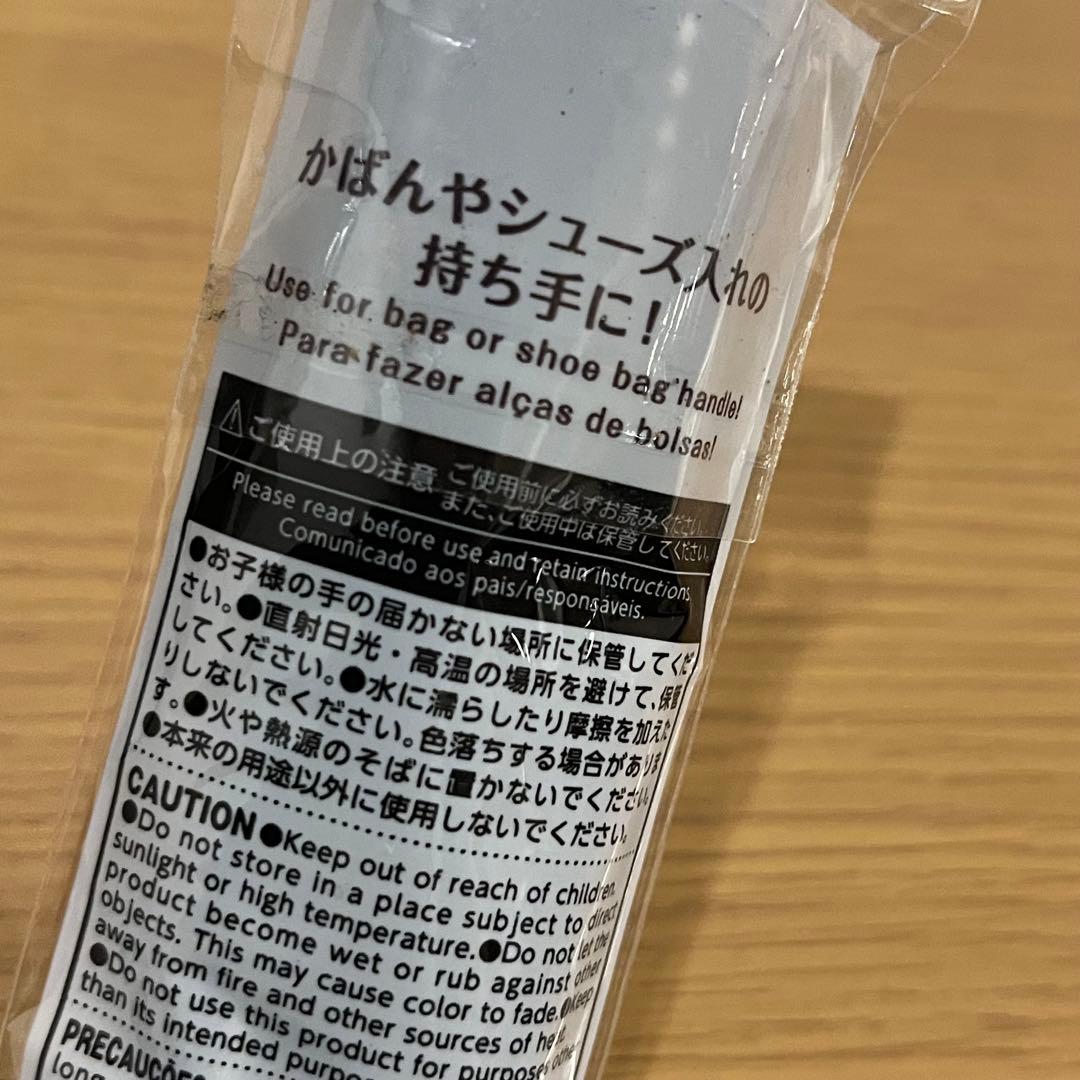 かばんやシューズ入れの
持ち手に!
Use for bag or shoe bag handle!
Para fazer alças de bolsas!
⚠ご使用上の注意 ご使用前に必ずお読みください。
また、ご使用中は保管してください。
Please read before use and retain instructions.
Comunicado aos pais/responsáveis.
●お子様の手の届かない場所に保管してくだ
さい。●直射日光・高温の場所を避けて、保管
してください。●水に濡らしたり摩擦を加えた
りしないでください。色落ちする場合がありま
す。●火や熱源のそばに置かないでください。
●本来の用途以外に使用しないでください。
CAUTION ●Keep out of reach of children.
●Do not store in a place subject to direct
sunlight or high temperature.●Do not let the
product become wet or rub against other
objects. This may cause color to fade.●Keep
away from fire and other sources of heat.
●Do not use this product for purposes other
than its intended purpose.
PRECAUÇÕES